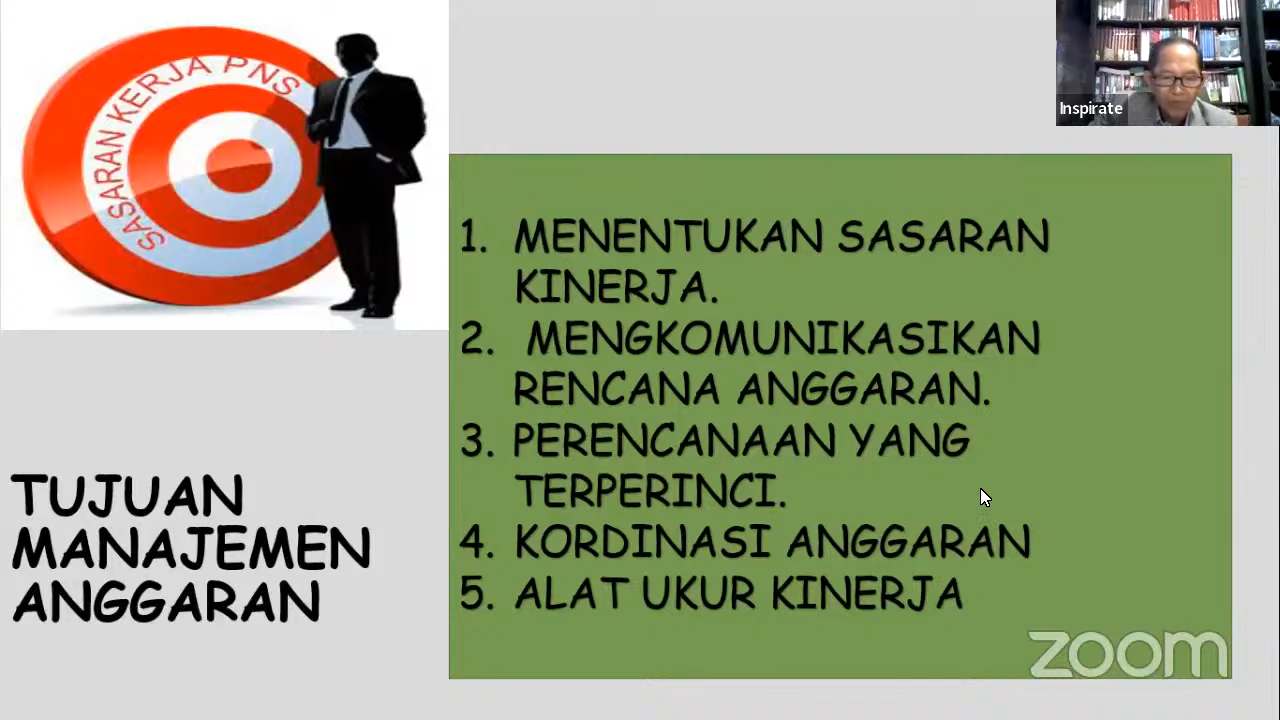 SASARAN KERJA PNS
Inspirate
1. MENENTUKAN SASARAN
KINERJA.
2. MENGKOMUNIKASIKAN
RENCANA ANGGARAN.
3. PERENCANAAN YANG
TERPERINCI.
4. KORDINASI ANGGARAN
5. ALAT UKUR KINERJA
TUJUAN
MANAJEMEN
ANGGARAN
zoom